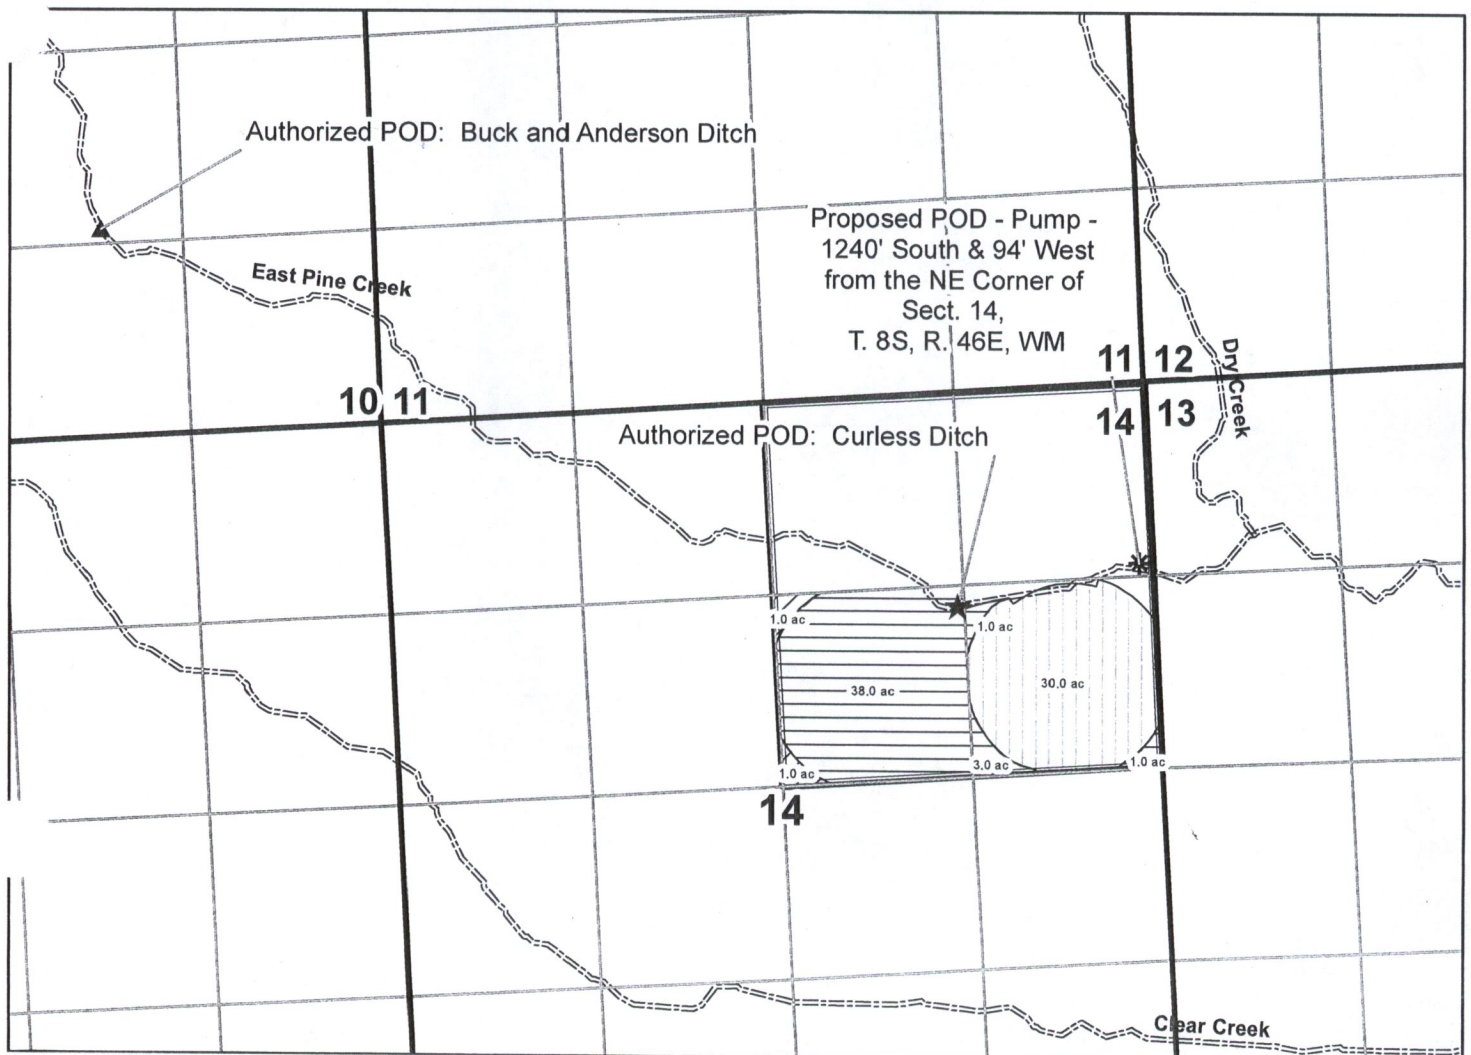 Authorized POD: Buck and Anderson Ditch
Proposed POD - Pump -
1240' South & 94' West
from the NE Corner of
Sect. 14,
T. 8S, R. 46E, WM
East Pine Creek
Dry Creek
11 12
10 11
14 13
Authorized POD: Curless Ditch
1.0 ac
1.0 ac
38.0 ac
30.0 ac
1.0 ac
3.0 ac
1.0 ac
14
Clear Creek